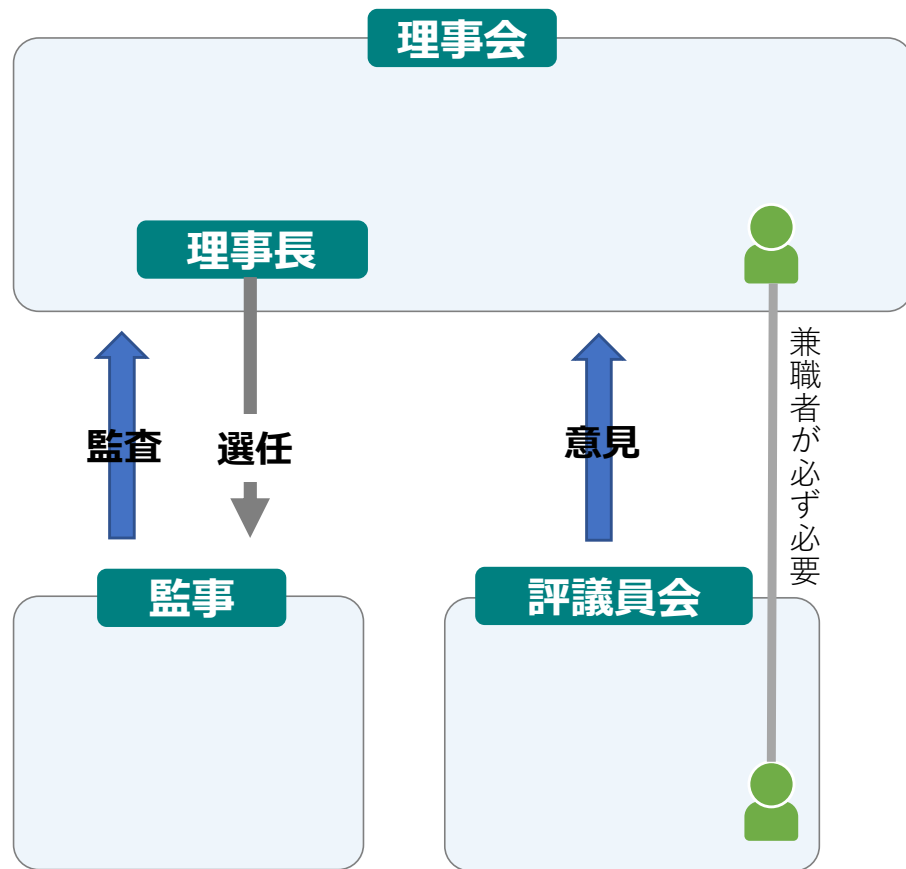 理事会
理事長
監査
選任
意見
兼職者が必ず必要
監事
評議員会